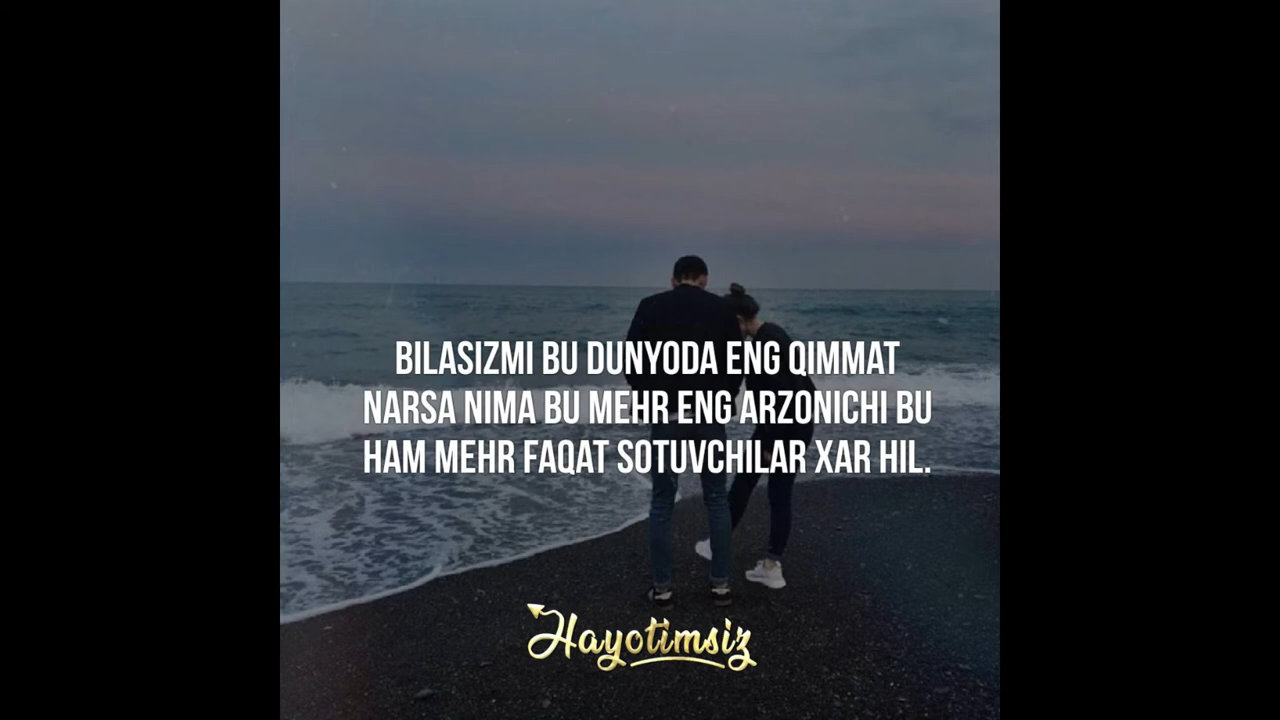 BILASIZMI BU DUNYODA ENG QIMMAT
NARSA NIMA BU MEHR ENG ARZONICHI BU
HAM MEHR FAQAT SOTUVCHILAR XAR HIL.
Hayotimsiz